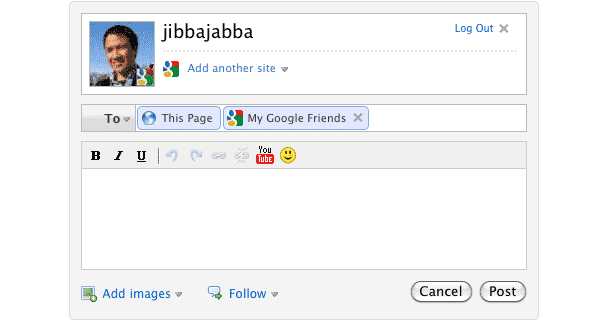 jibbajabba
Log Out
Add another site
To This Page My Google Friends
B I U You Tube
Add images Follow Cancel Post